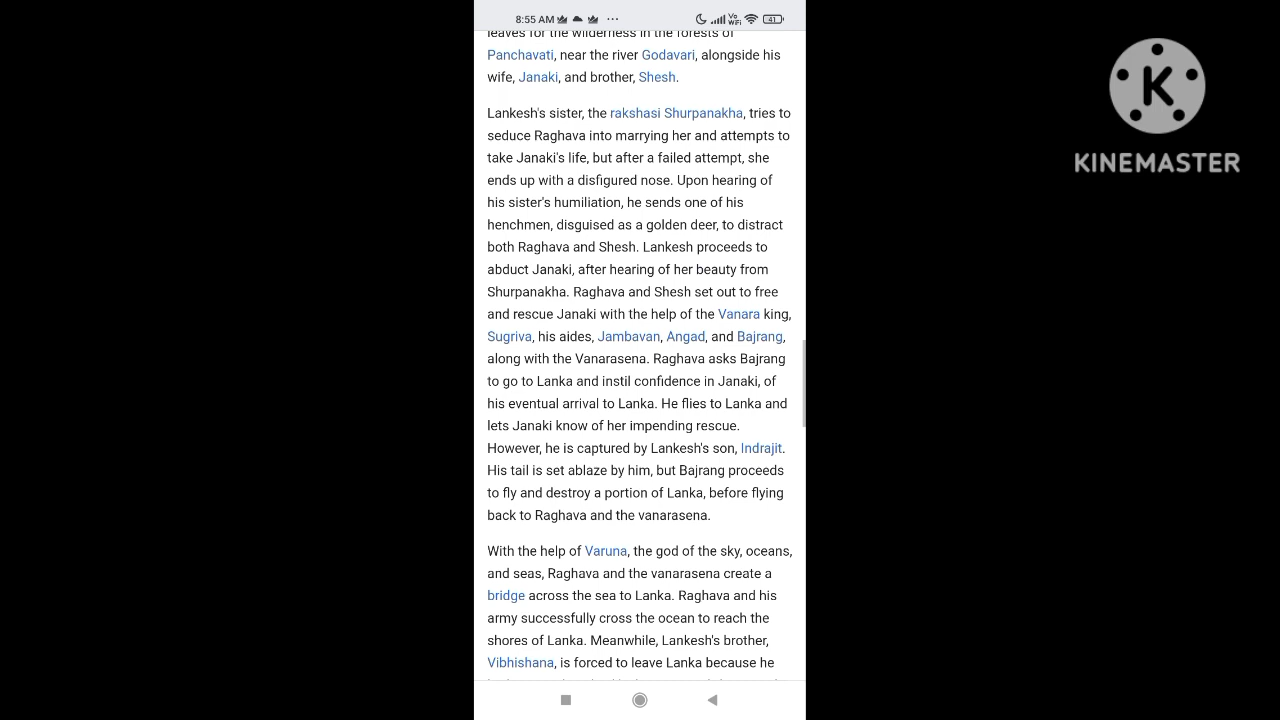 8:55 AM
Vo
WiFi
41
leaves for the wilderness in the forests of
Panchavati, near the river Godavari, alongside his
wife, Janaki, and brother, Shesh.
Lankesh's sister, the rakshasi Shurpanakha, tries to
seduce Raghava into marrying her and attempts to
take Janaki's life, but after a failed attempt, she
ends up with a disfigured nose. Upon hearing of
his sister's humiliation, he sends one of his
henchmen, disguised as a golden deer, to distract
both Raghava and Shesh. Lankesh proceeds to
abduct Janaki, after hearing of her beauty from
Shurpanakha. Raghava and Shesh set out to free
and rescue Janaki with the help of the Vanara king,
Sugriva, his aides, Jambavan, Angad, and Bajrang,
along with the Vanarasena. Raghava asks Bajrang
to go to Lanka and instil confidence in Janaki, of
his eventual arrival to Lanka. He flies to Lanka and
lets Janaki know of her impending rescue.
However, he is captured by Lankesh's son, Indrajit.
His tail is set ablaze by him, but Bajrang proceeds
to fly and destroy a portion of Lanka, before flying
back to Raghava and the vanarasena.
With the help of Varuna, the god of the sky, oceans,
and seas, Raghava and the vanarasena create a
bridge across the sea to Lanka. Raghava and his
army successfully cross the ocean to reach the
shores of Lanka. Meanwhile, Lankesh's brother,
Vibhishana, is forced to leave Lanka because he
K
KINEMASTER